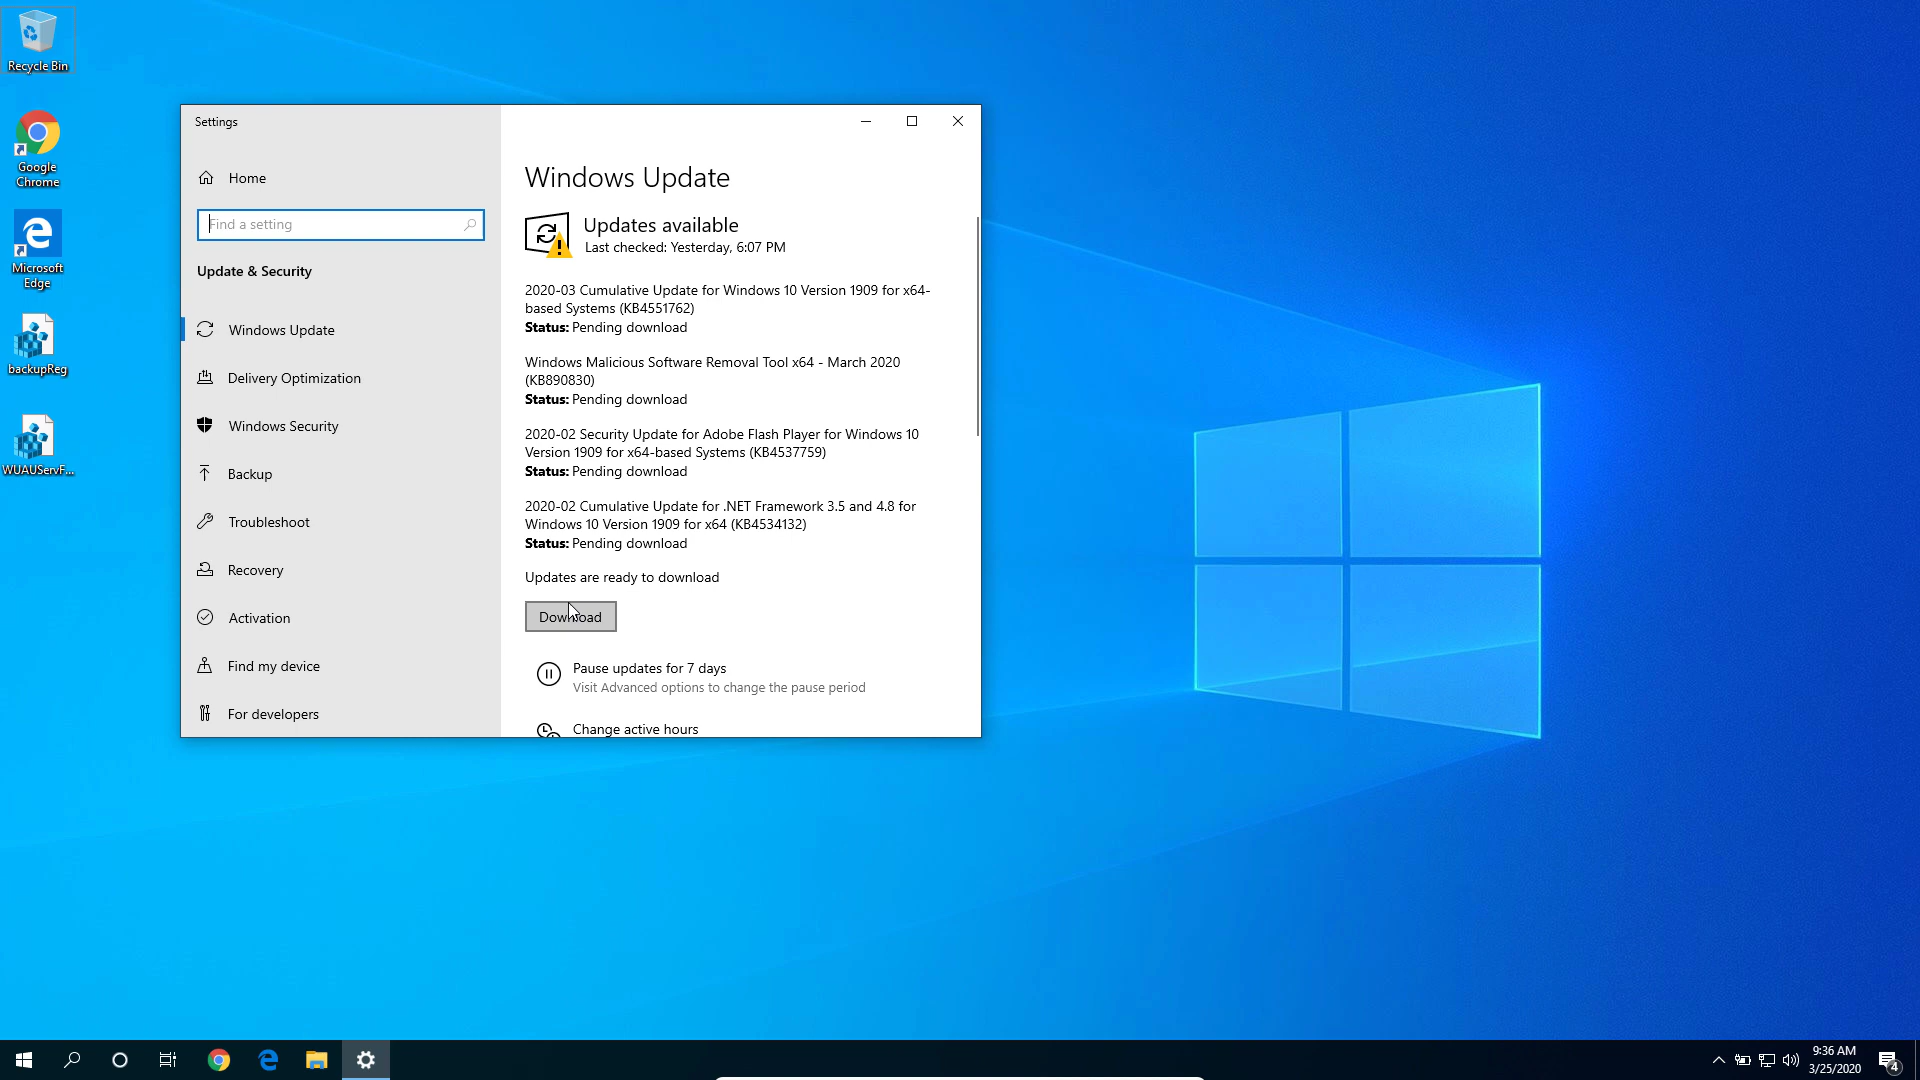 Recycle Bin
Google
Chrome
Microsoft
Edge
backupReg
WUAUServF...
Settings
Home
Find a setting
Update & Security
Windows Update
Delivery Optimization
Windows Security
Backup
Troubleshoot
Recovery
Activation
Find my device
For developers
Windows Update
Updates available
Last checked: Yesterday, 6:07 PM
2020-03 Cumulative Update for Windows 10 Version 1909 for x64-
based Systems (KB4551762)
Status: Pending download
Windows Malicious Software Removal Tool x64 - March 2020
(KB890830)
Status: Pending download
2020-02 Security Update for Adobe Flash Player for Windows 10
Version 1909 for x64-based Systems (KB4537759)
Status: Pending download
2020-02 Cumulative Update for .NET Framework 3.5 and 4.8 for
Windows 10 Version 1909 for x64 (KB4534132)
Status: Pending download
Updates are ready to download
Download
Pause updates for 7 days
Visit Advanced options to change the pause period
Change active hours
9:36 AM
3/25/2020
4